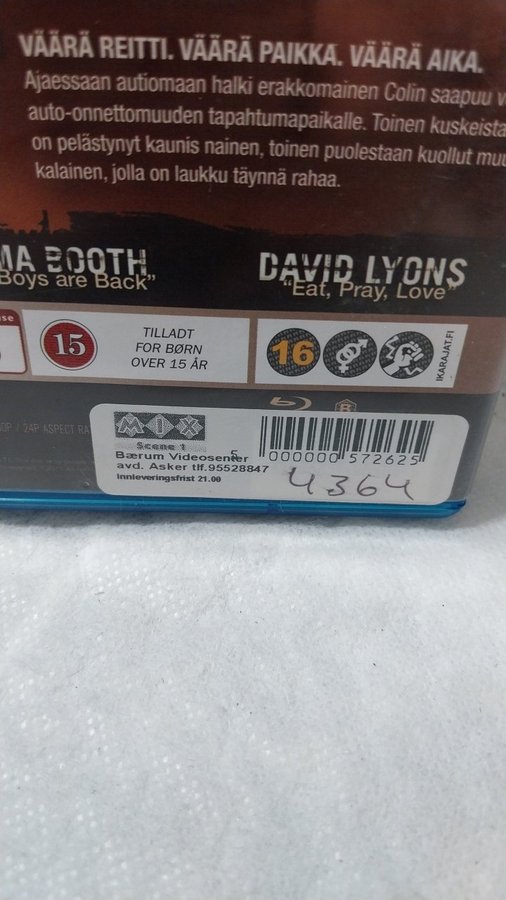 VÄÄRÄ REITTI. VÄÄRÄ PAIKKA. VÄÄRÄ AIKA.
Ajaessaan autiomaan halki erakkomainen Colin saapuu
auto-onnettomuuden tapahtumapaikalle. Toinen kuskeista
on pelästynyt kaunis nainen, toinen puolestaan kuollut
kalainen, jolla on laukku täynnä rahaa.
MA BOOTH
Boys are Back"
DAVID LYONS
"Eat, Pray, Love"
15
TILLADT
FOR BØRN
OVER 15 ÅR
16
IKARAJAT.FI
24P ASPECT
B
MIX
Scene 1
Bærum Videosenter
avd. Asker tlf.95528847
Innleveringsfrist 21.00
5
000000 572625
4364